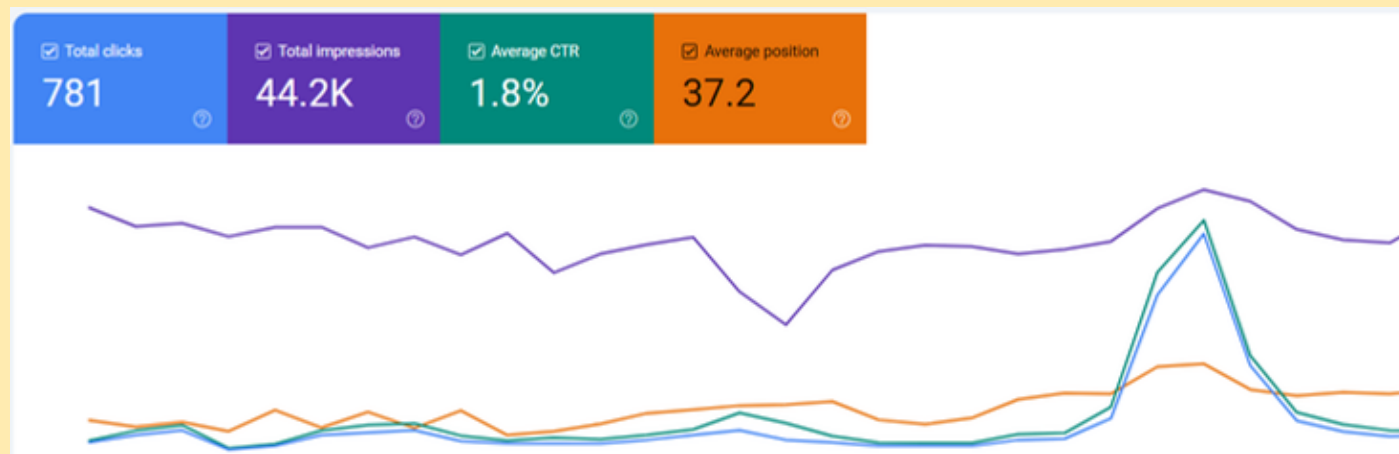 Total clicks
781
Total impressions
44.2K
Average CTR
1.8%
Average position
37.2